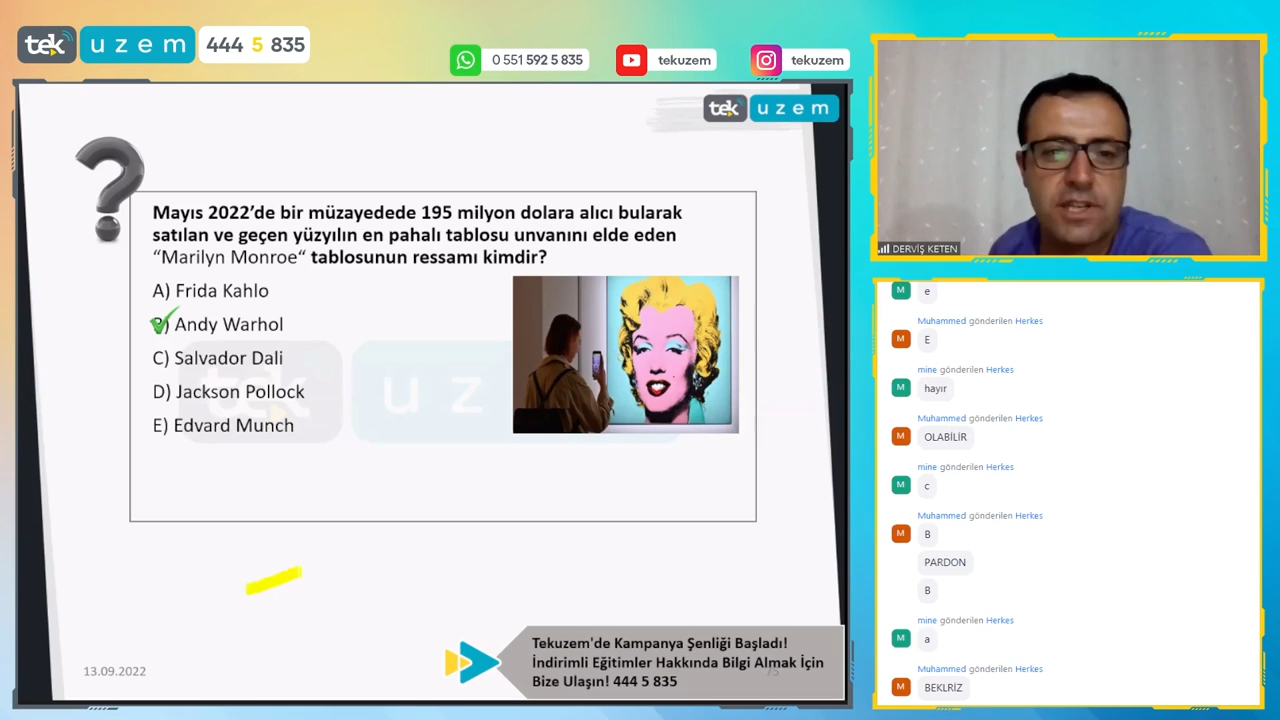 tek uzem 444 5 835
0 551 592 5 835
tekuzem
tekuzem
tek uzem
Mayıs 2022'de bir müzayedede 195 milyon dolara alıcı bularak
satılan ve geçen yüzyılın en pahalı tablosu unvanını elde eden
“Marilyn Monroe“ tablosunun ressamı kimdir?
A) Frida Kahlo
B) Andy Warhol
C) Salvador Dali
D) Jackson Pollock
E) Edvard Munch
tek uz
13.09.2022
75
Tekuzem'de Kampanya Şenliği Başladı!
İndirimli Eğitimler Hakkında Bilgi Almak İçin
Bize Ulaşın! 444 5 835
DERVİŞ KETEN
M e
Muhammed gönderilen Herkes
M E
mine gönderilen Herkes
M hayır
Muhammed gönderilen Herkes
M OLABİLİR
mine gönderilen Herkes
M c
Muhammed gönderilen Herkes
M B
PARDON
B
mine gönderilen Herkes
M a
Muhammed gönderilen Herkes
M BEKLRİZ